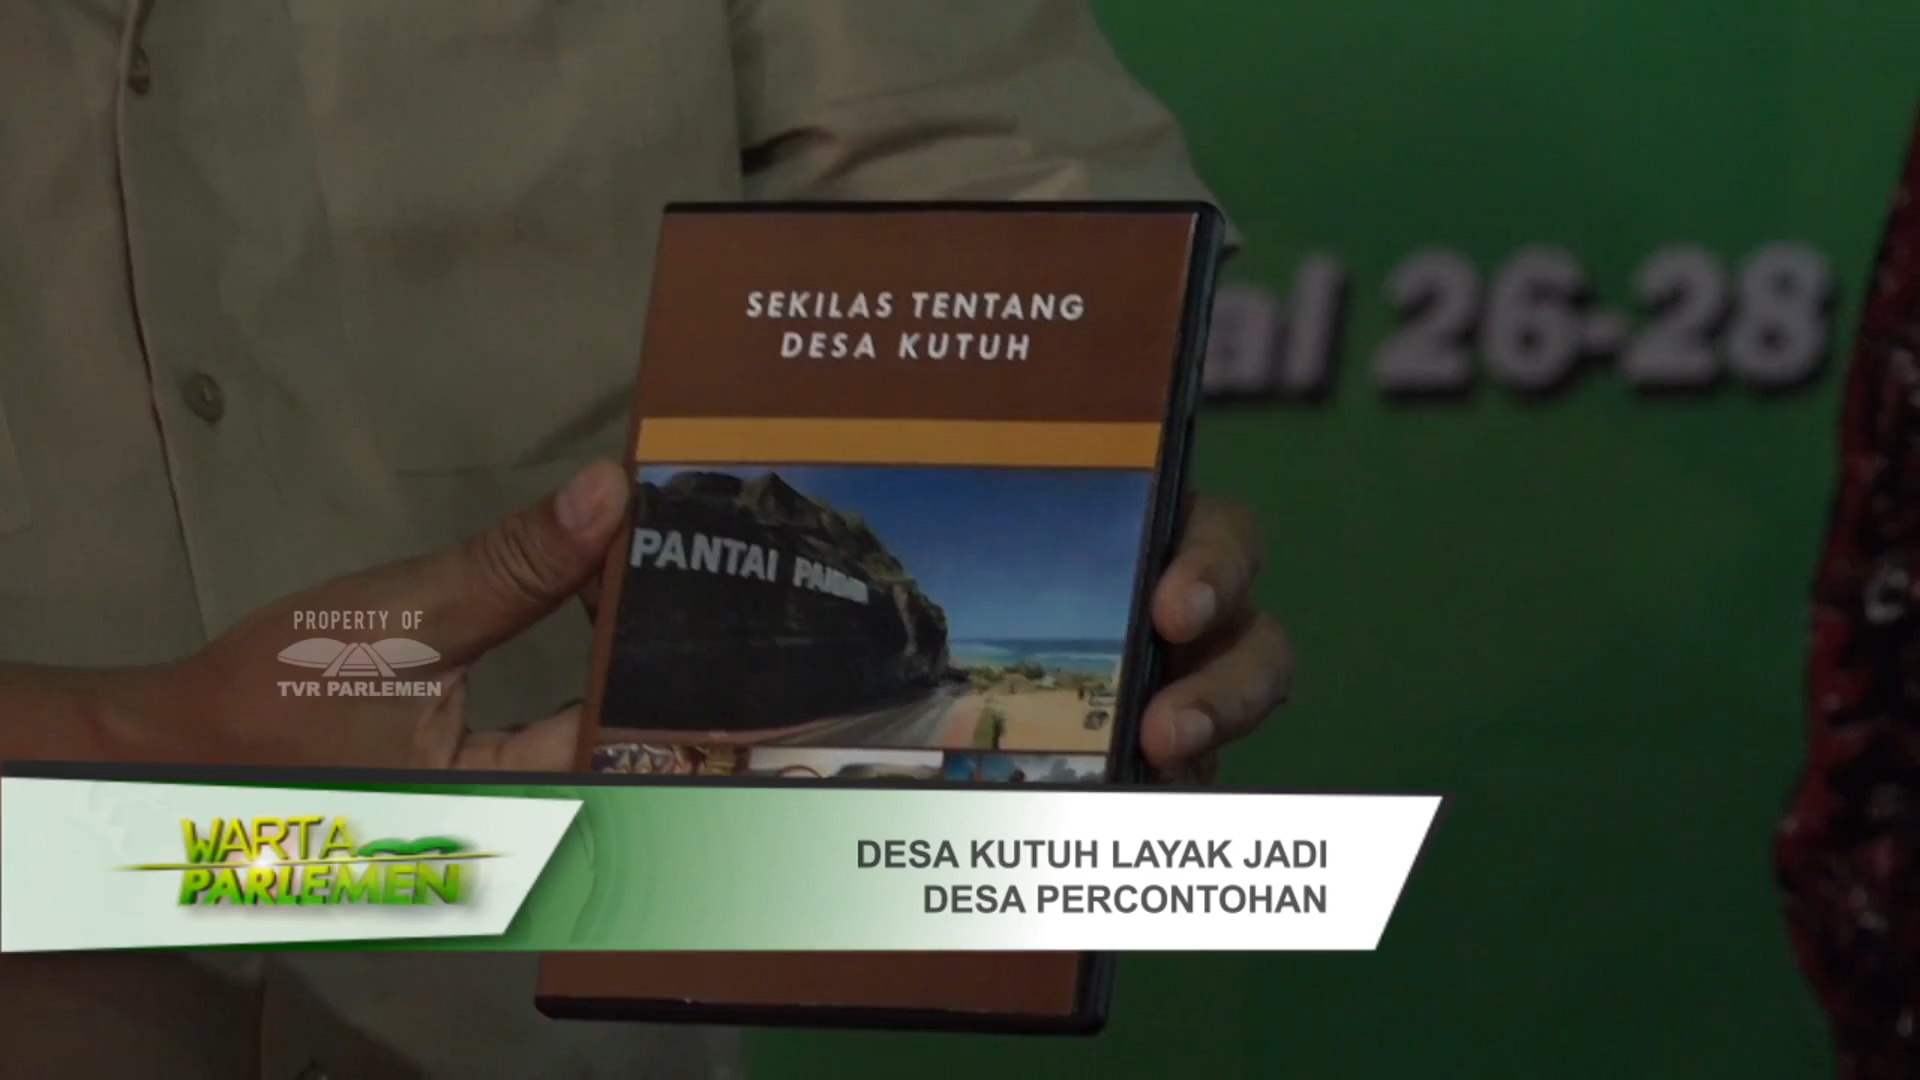 SEKILAS TENTANG
DESA KUTUH
al 26-28
PANTAI
PROPERTY OF
TVR PARLEMEN
WARTA
PARLEMEN
DESA KUTUH LAYAK JADI
DESA PERCONTOHAN